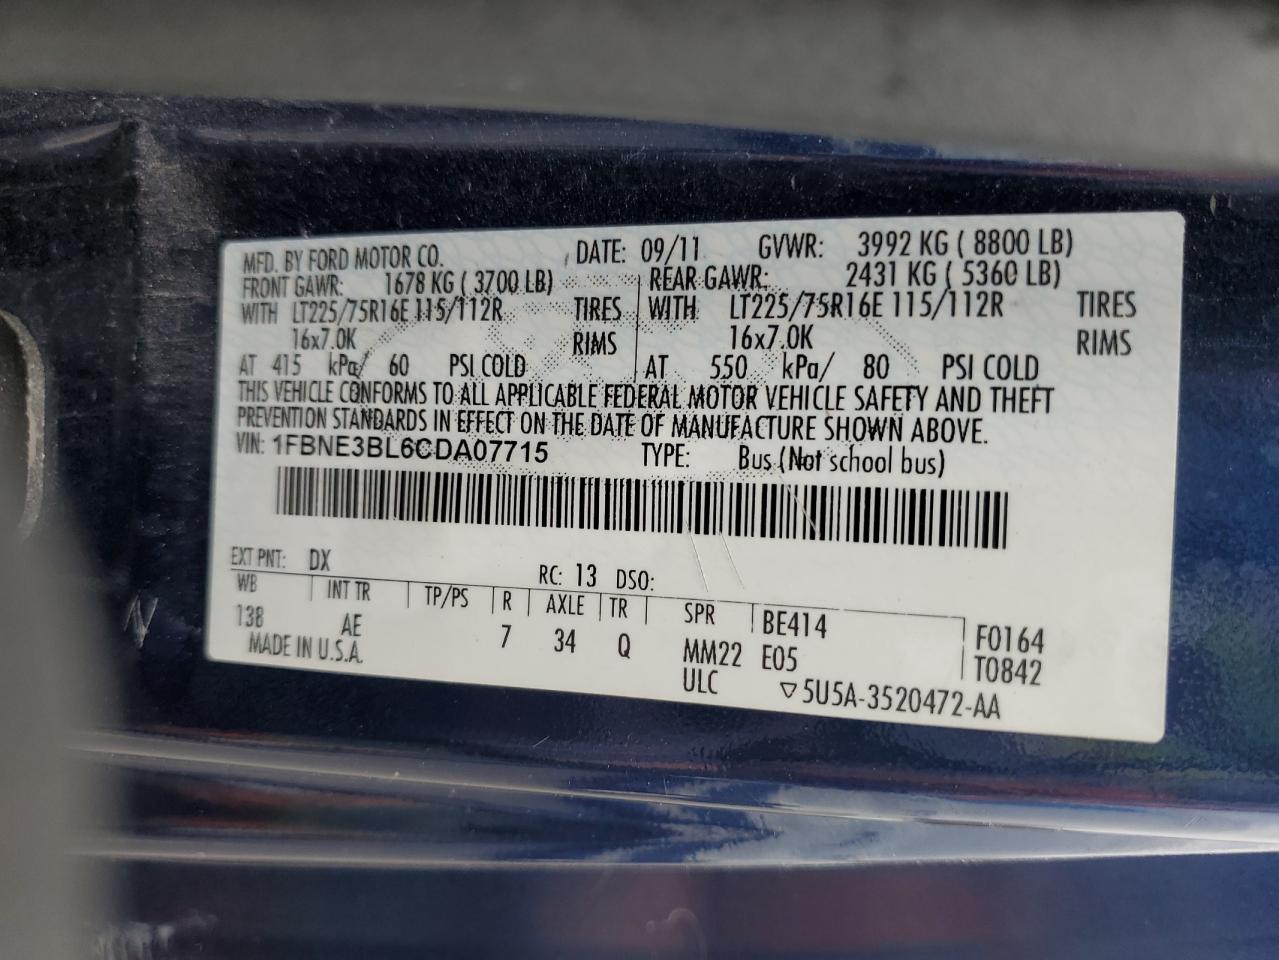 MFD. BY FORD MOTOR CO. DATE: 09/11 GVWR: 3992 KG ( 8800 LB)
FRONT GAWR: 1678 KG ( 3700 LB) REAR GAWR: 2431 KG ( 5360 LB)
WITH LT225/75R16E 115/112R TIRES WITH LT225/75R16E 115/112R TIRES
16x7.0K RIMS 16x7.0K RIMS
AT 415 kPa/ 60 PSI COLD AT 550 kPa/ 80 PSI COLD
THIS VEHICLE CONFORMS TO ALL APPLICABLE FEDERAL MOTOR VEHICLE SAFETY AND THEFT
PREVENTION STANDARDS IN EFFECT ON THE DATE OF MANUFACTURE SHOWN ABOVE.
VIN: 1FBNE3BL6CDA07715 TYPE: Bus (Not school bus)
EXT PNT: DX RC: 13 DSO:
WB INT TR TP/PS R AXLE TR SPR BE414 F0164
138 AE 7 34 Q MM22 E05 T0842
MADE IN U.S.A. ULC ▽5U5A-3520472-AA